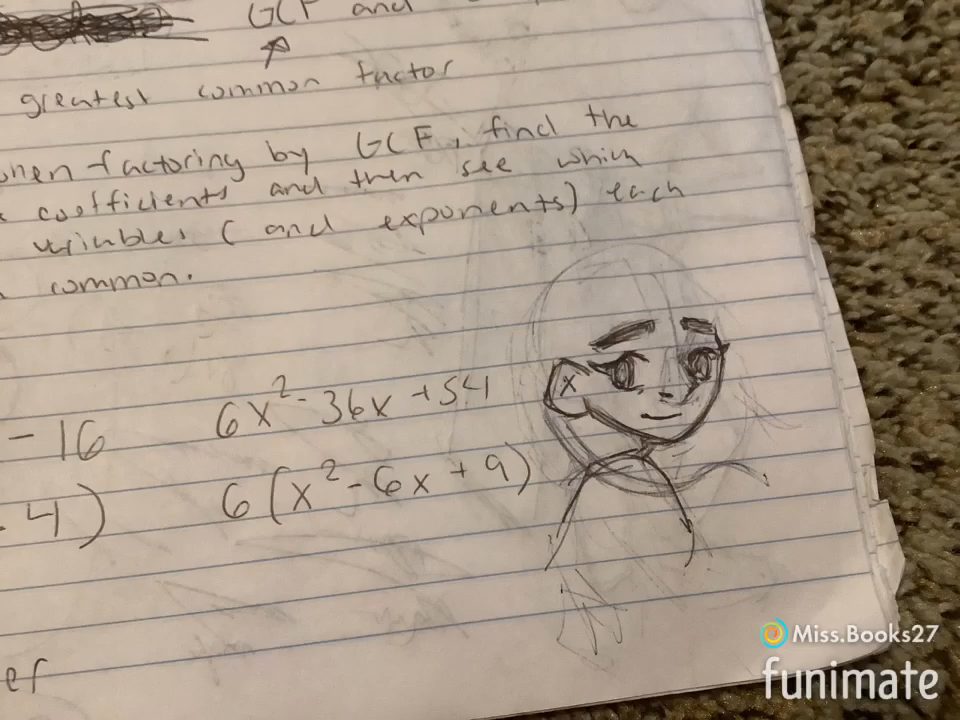 GCF and
greatest common factor
when factoring by GCF, find the
coefficients and then see which
variables (and exponents) each
common.
- 16
6x² - 36x + 54
- 4)
6(x² - 6x + 9)
Miss.Books27
funimate